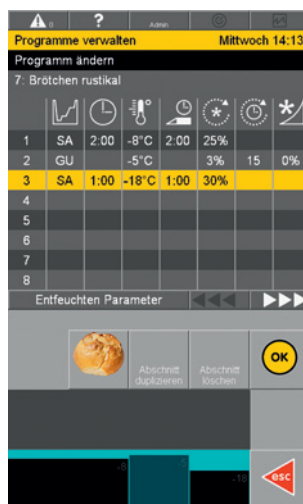 ? Admin
Programme verwalten Mittwoch 14:13
Programm ändern
7: Brötchen rustikal
1 SA 2:00 -8°C 2:00 25%
2 GU -5°C 3% 15 0%
3 SA 1:00 -18°C 1:00 30%
4
5
6
7
8
Entfeuchten Parameter
Abschnitt duplizieren Abschnitt löschen OK
-8 -5 -18 esc